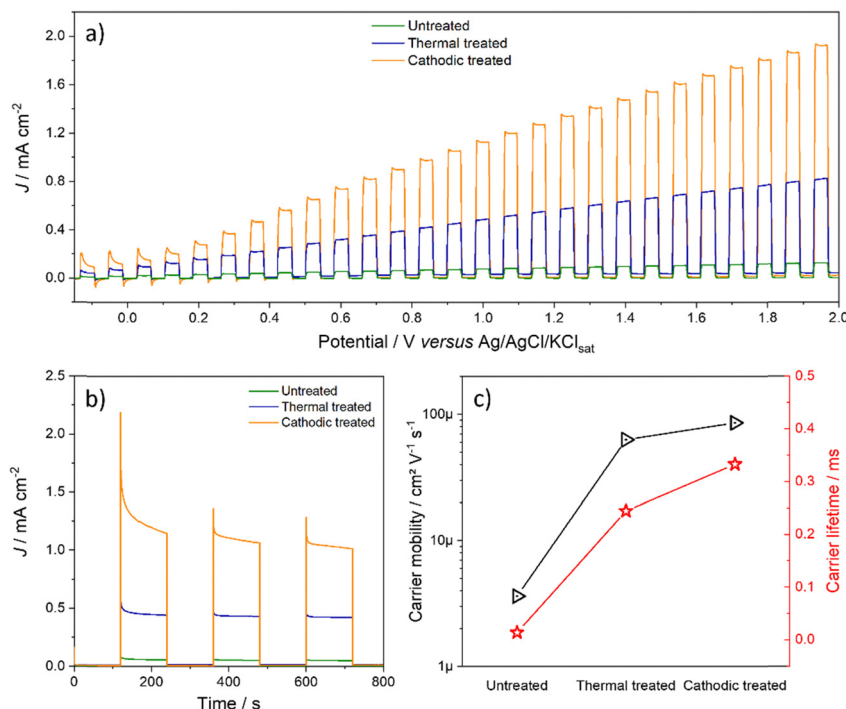 a)
Untreated
Thermal treated
Cathodic treated
J / mA cm⁻²
2.0
1.6
1.2
0.8
0.4
0.0
0.0 0.2 0.4 0.6 0.8 1.0 1.2 1.4 1.6 1.8 2.0
Potential / V versus Ag/AgCl/KClsat
b)
Untreated
Thermal treated
Cathodic treated
J / mA cm⁻²
2.5
2.0
1.5
1.0
0.5
0.0
0 200 400 600 800
Time / s
c)
Carrier mobility / cm² V⁻¹ s⁻¹
100µ
10µ
1µ
Untreated Thermal treated Cathodic treated
0.5
0.4
0.3
0.2
0.1
0.0
Carrier lifetime / ms